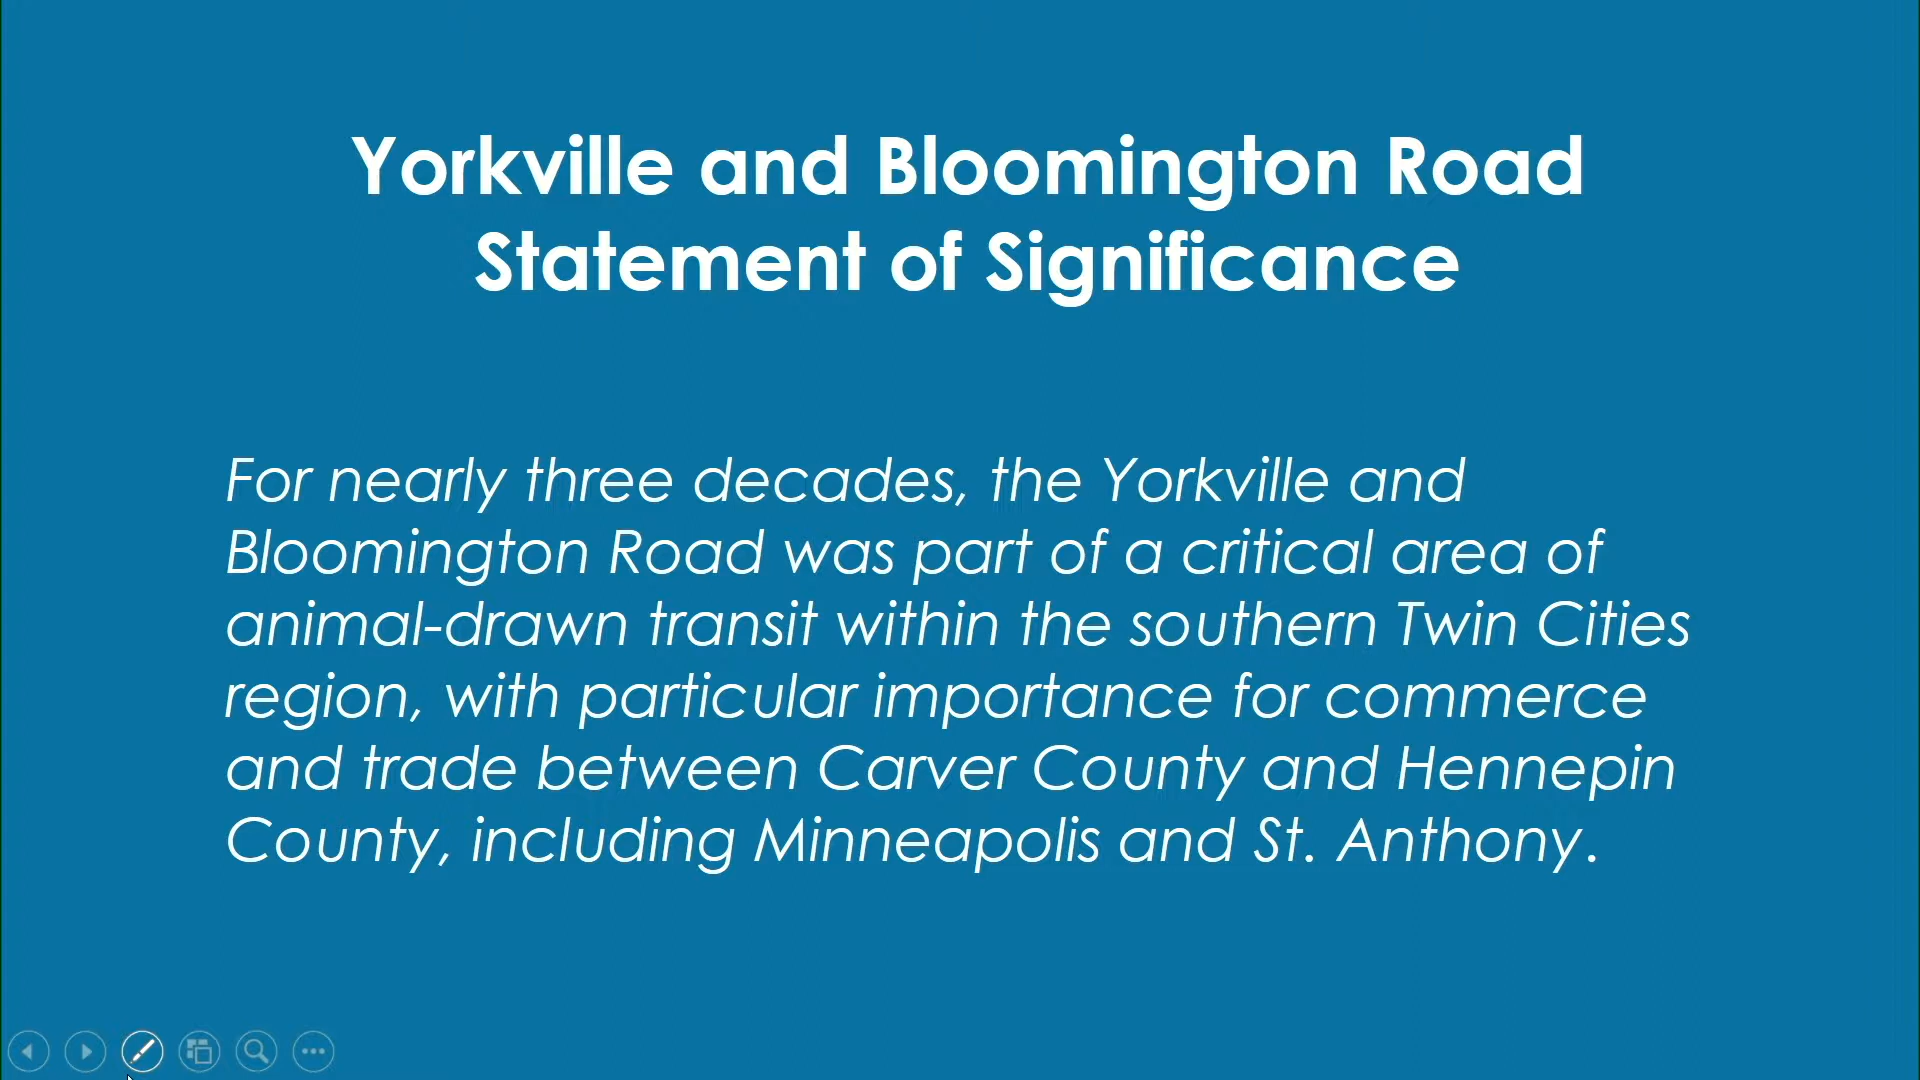 Yorkville and Bloomington Road
Statement of Significance
For nearly three decades, the Yorkville and
Bloomington Road was part of a critical area of
animal-drawn transit within the southern Twin Cities
region, with particular importance for commerce
and trade between Carver County and Hennepin
County, including Minneapolis and St. Anthony.